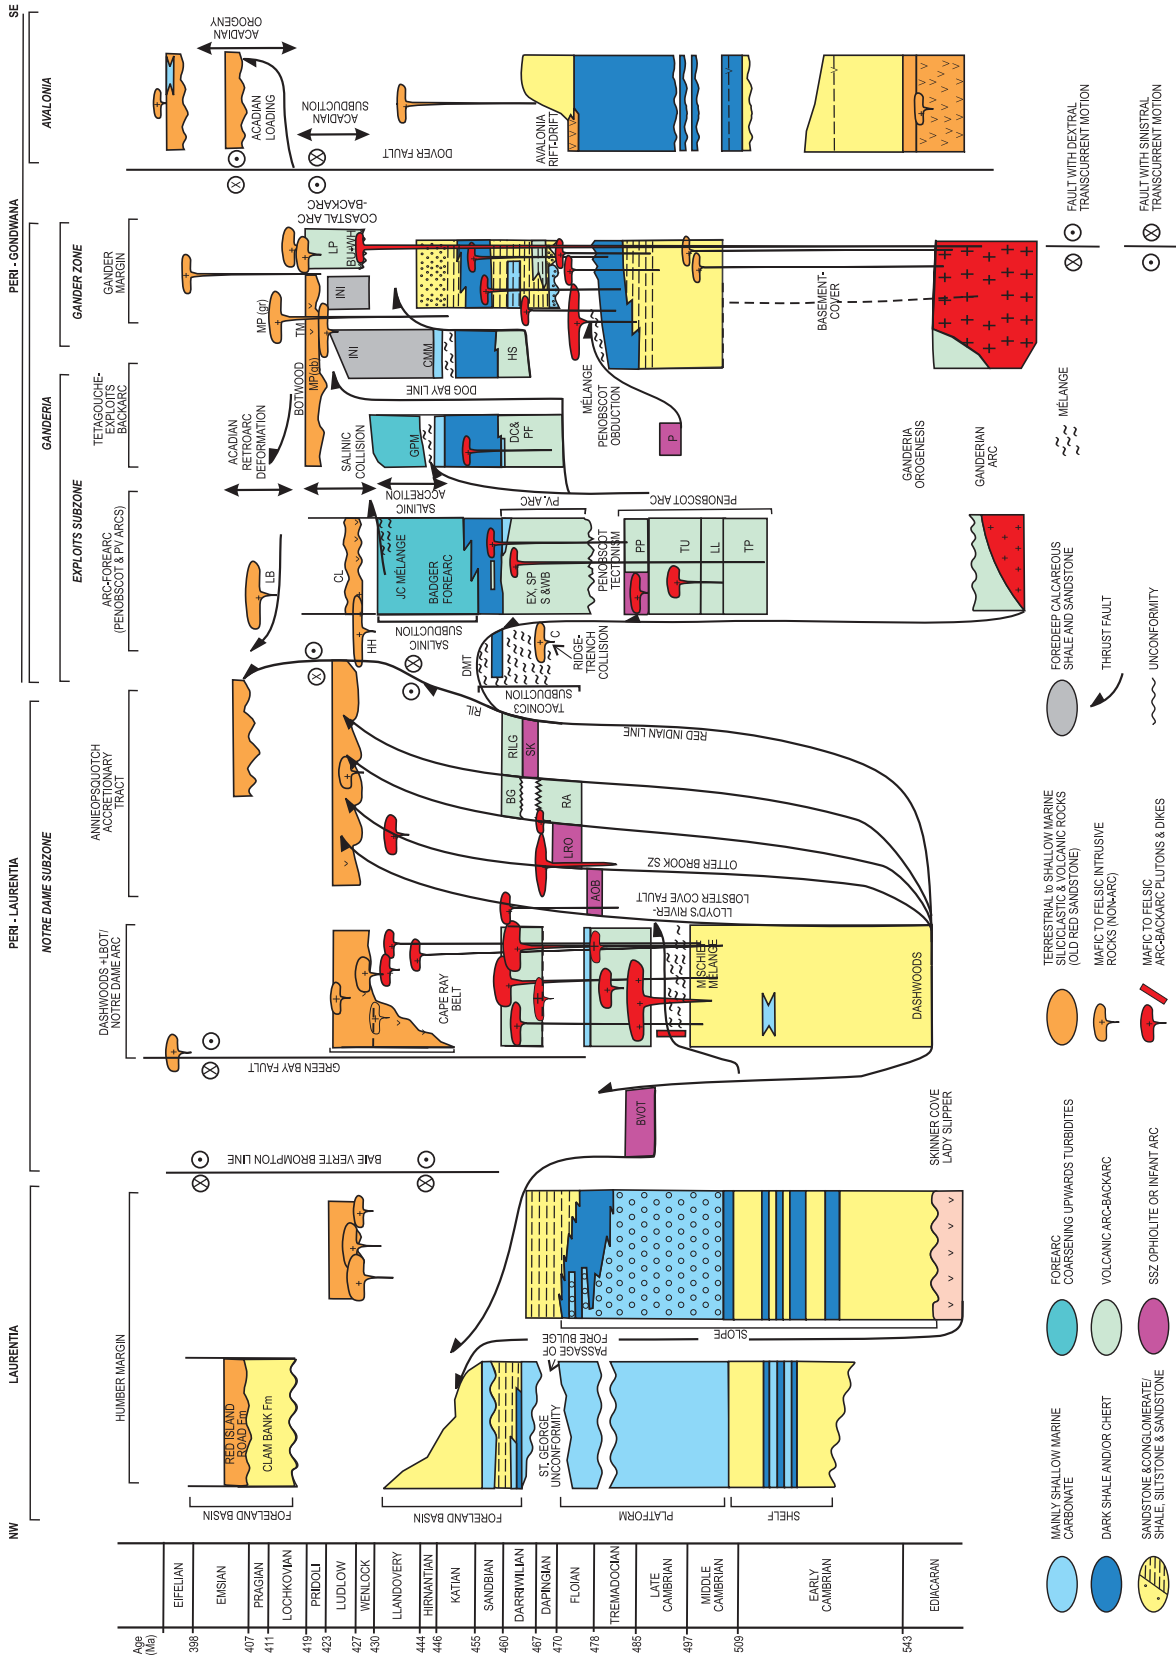 NW
SE
LAURENTIA
PERI - LAURENTIA
PERI - GONDWANA
NOTRE DAME SUBZONE
GANDERIA
EXPLOITS SUBZONE
GANDER ZONE
AVALONIA
HUMBER MARGIN
DASHWOODS +LBOT/
NOTRE DAME ARC
ANNIEOPSQUOTCH
ACCRETIONARY
TRACT
ARC-FOREARC
(PENOBSCOT & PV ARCS)
TETAGOUCHE-
EXPLOITS
BACKARC
GANDER
MARGIN
Age
(Ma)
398
407
411
419
423
427
430
444
446
455
460
467
470
478
485
497
509
543
EIFELIAN
EMSIAN
PRAGIAN
LOCHKOVIAN
PRIDOLI
LUDLOW
WENLOCK
LLANDOVERY
HIRNANTIAN
KATIAN
SANDBIAN
DARRIWILIAN
DAPINGIAN
FLOIAN
TREMADOCIAN
LATE
CAMBRIAN
MIDDLE
CAMBRIAN
EARLY
CAMBRIAN
EDIACARAN
FORELAND BASIN
FORELAND BASIN
PLATFORM
SHELF
RED ISLAND
ROAD Fm
CLAM BANK Fm
ST. GEORGE
UNCONFORMITY
PASSAGE OF
FORE BULGE
SLOPE
SKINNER COVE
LADY SLIPPER
BAIE VERTE BROMPTON LINE
BVOT
GREEN BAY FAULT
CAPE RAY
BELT
MISCHIEF
MÉLANGE
DASHWOODS
LLOYD'S RIVER-
LOBSTER COVE FAULT
OTTER BROOK SZ
AOB
LRO
RA
BG
RILG
SK
RED INDIAN LINE
RIL
TACONIC3
SUBDUCTION
DMT
C
RIDGE-
TRENCH
COLLISION
SALINIC
SUBDUCTION
HH
LB
CL
JC MÉLANGE
BADGER
FOREARC
EX, SP
S &WB
PENOBSCOT
TECTONISM
PP
TU
LL
TP
PENOBSCOT ARC
PV. ARC
SALINIC
ACCRETION
SALINIC
COLLISION
ACADIAN
RETROARC
DEFORMATION
GPM
DC&
PF
P
PENOBSCOT
OBDUCTION
MÉLANGE
DOG BAY LINE
BOTWOOD
MP(gb)
TM
MP (gr)
INI
INI
CMM
HS
LP
BU-WH
COASTAL ARC
-BACKARC
BASEMENT-
COVER
GANDERIA
OROGENESIS
GANDERIAN
ARC
DOVER FAULT
ACADIAN
SUBDUCTION
ACADIAN
LOADING
ACADIAN
OROGENY
AVALONIA
RIFT-DRIFT
MAINLY SHALLOW MARINE
CARBONATE
DARK SHALE AND/OR CHERT
SANDSTONE &CONGLOMERATE/
SHALE, SILTSTONE & SANDSTONE
FOREARC
COARSENING UPWARDS TURBIDITES
VOLCANIC ARC-BACKARC
SSZ OPHIOLITE OR INFANT ARC
TERRESTRIAL to SHALLOW MARINE
SILICICLASTIC & VOLCANIC ROCKS
(OLD RED SANDSTONE)
MAFIC TO FELSIC INTRUSIVE
ROCKS (NON-ARC)
MAFIC TO FELSIC
ARC-BACKARC PLUTONS & DIKES
FOREDEEP CALCAREOUS
SHALE AND SANDSTONE
THRUST FAULT
UNCONFORMITY
MÉLANGE
FAULT WITH DEXTRAL
TRANSCURRENT MOTION
FAULT WITH SINISTRAL
TRANSCURRENT MOTION